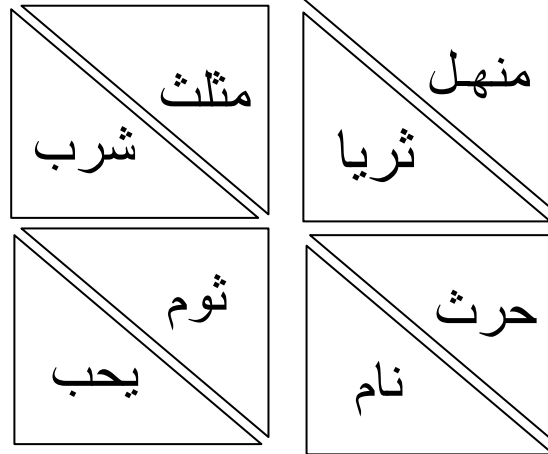 منهل
مثلث
ثريا
شرب
حرث
ثوم
نام
يحب